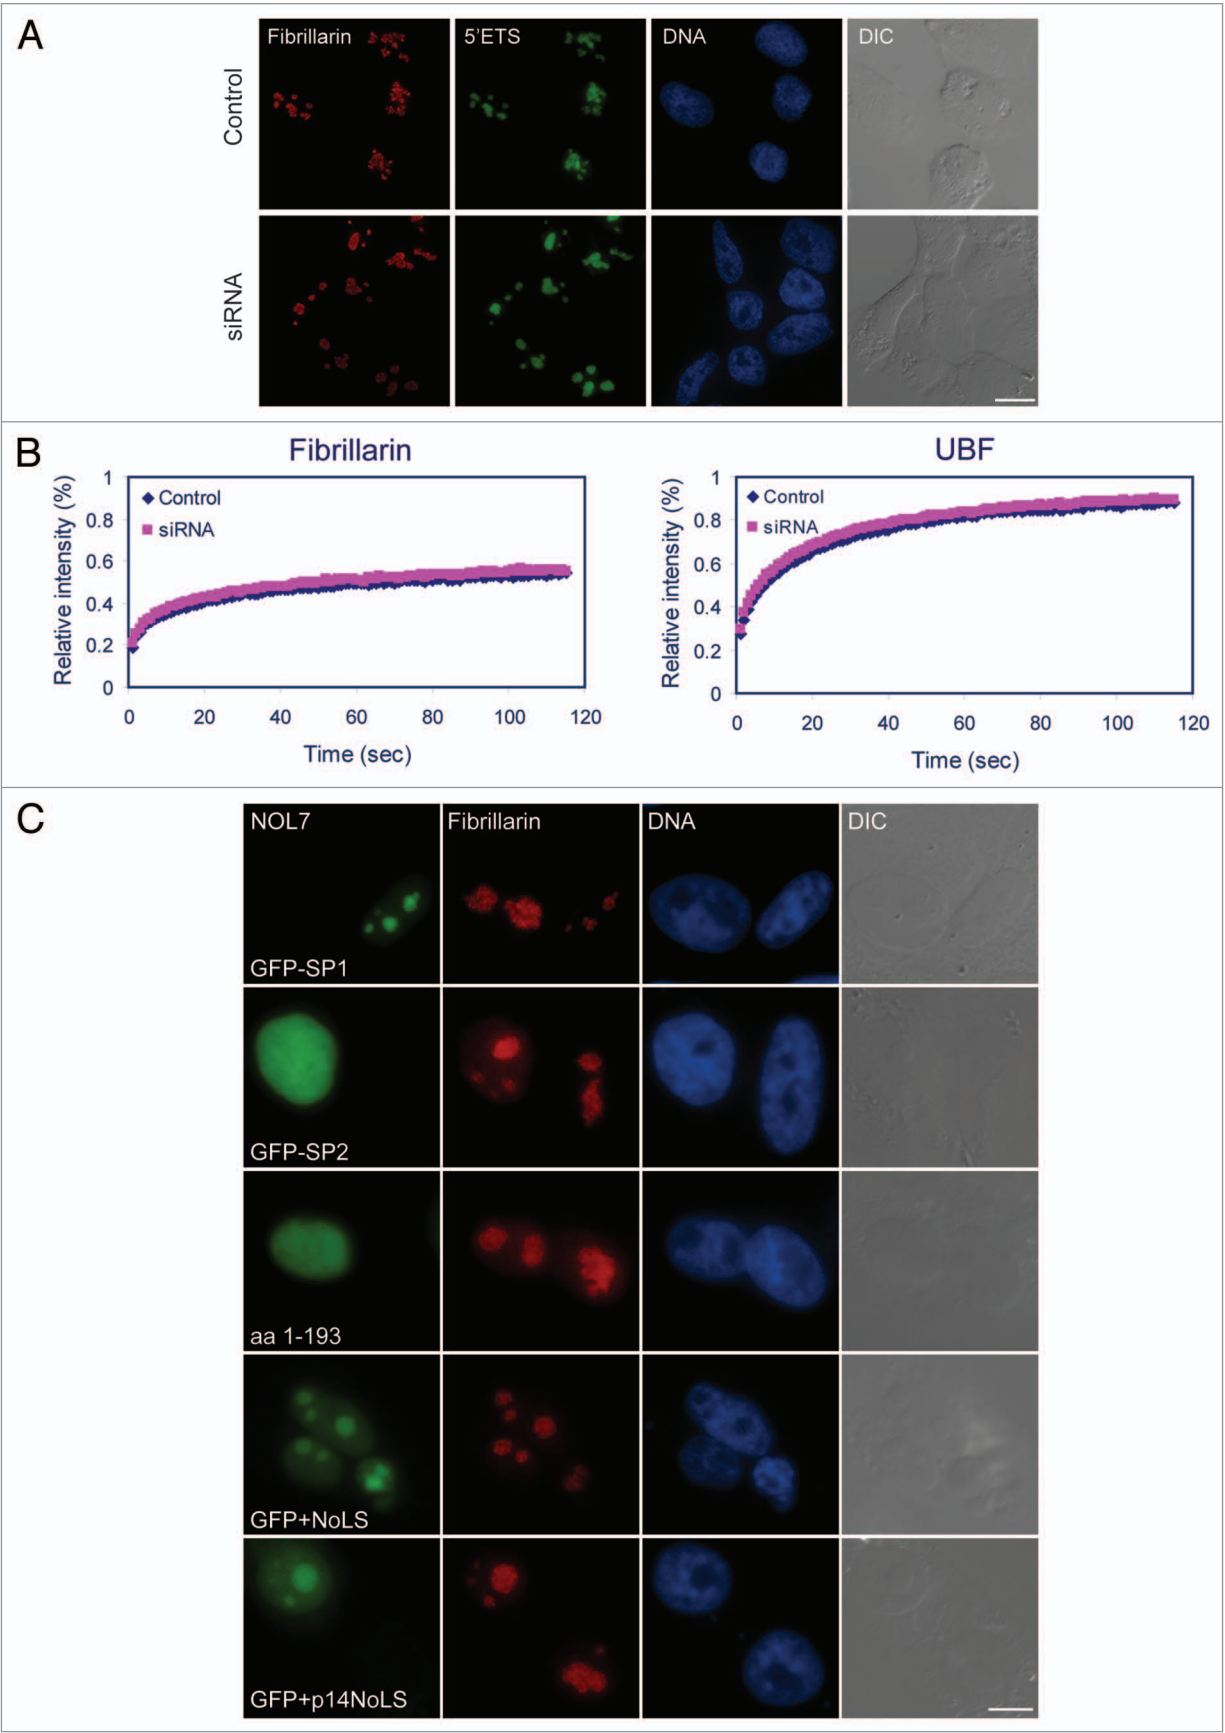 A
Fibrillarin 5'ETS DNA DIC
Control
siRNA
B
Fibrillarin
Relative intensity (%)
1
0.8
0.6
0.4
0.2
0
Control
siRNA
0 20 40 60 80 100 120
Time (sec)
UBF
Relative intensity (%)
1
0.8
0.6
0.4
0.2
0
Control
siRNA
0 20 40 60 80 100 120
Time (sec)
C
NOL7 Fibrillarin DNA DIC
GFP-SP1
GFP-SP2
aa 1-193
GFP+NoLS
GFP+p14NoLS